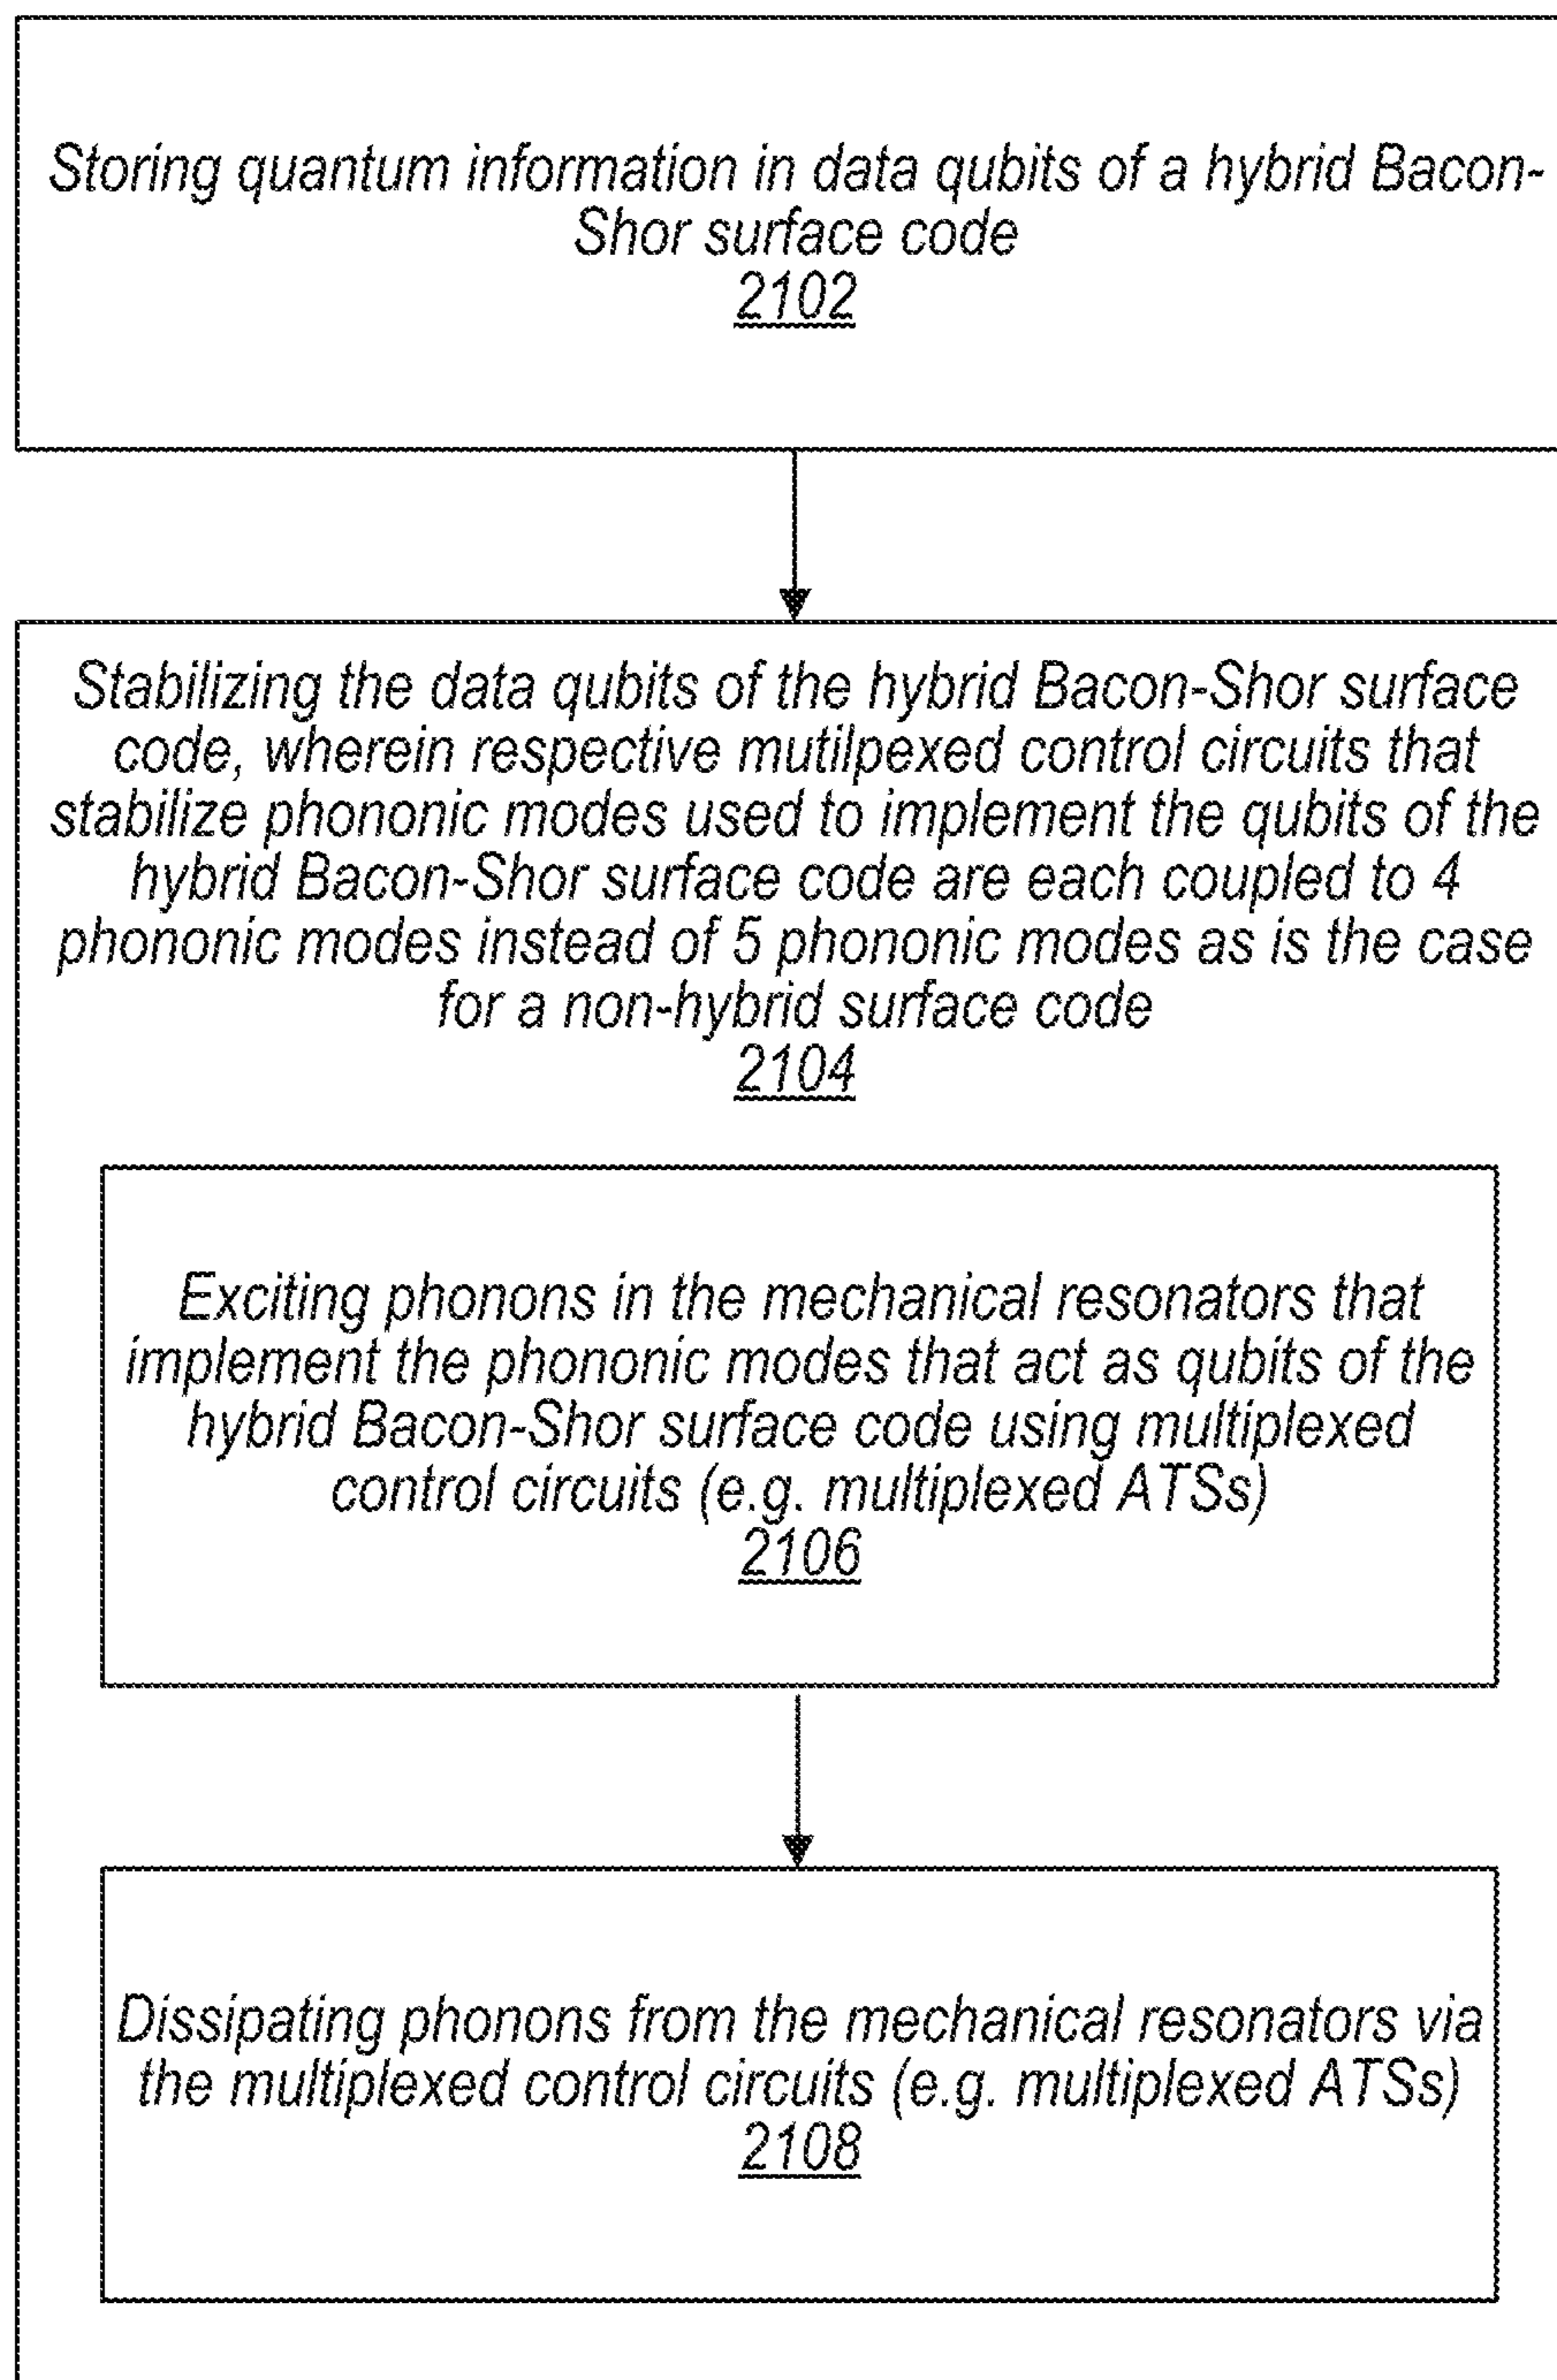 Storing quantum information in data qubits of a hybrid Bacon-
Shor surface code
2102
Stabilizing the data qubits of the hybrid Bacon-Shor surface
code, wherein respective mutilpexed control circuits that
stabilize phononic modes used to implement the qubits of the
hybrid Bacon-Shor surface code are each coupled to 4
phononic modes instead of 5 phononic modes as is the case
for a non-hybrid surface code
2104
Exciting phonons in the mechanical resonators that
implement the phononic modes that act as qubits of the
hybrid Bacon-Shor surface code using multiplexed
control circuits (e.g. multiplexed ATSs)
2106
Dissipating phonons from the mechanical resonators via
the multiplexed control circuits (e.g. multiplexed ATSs)
2108